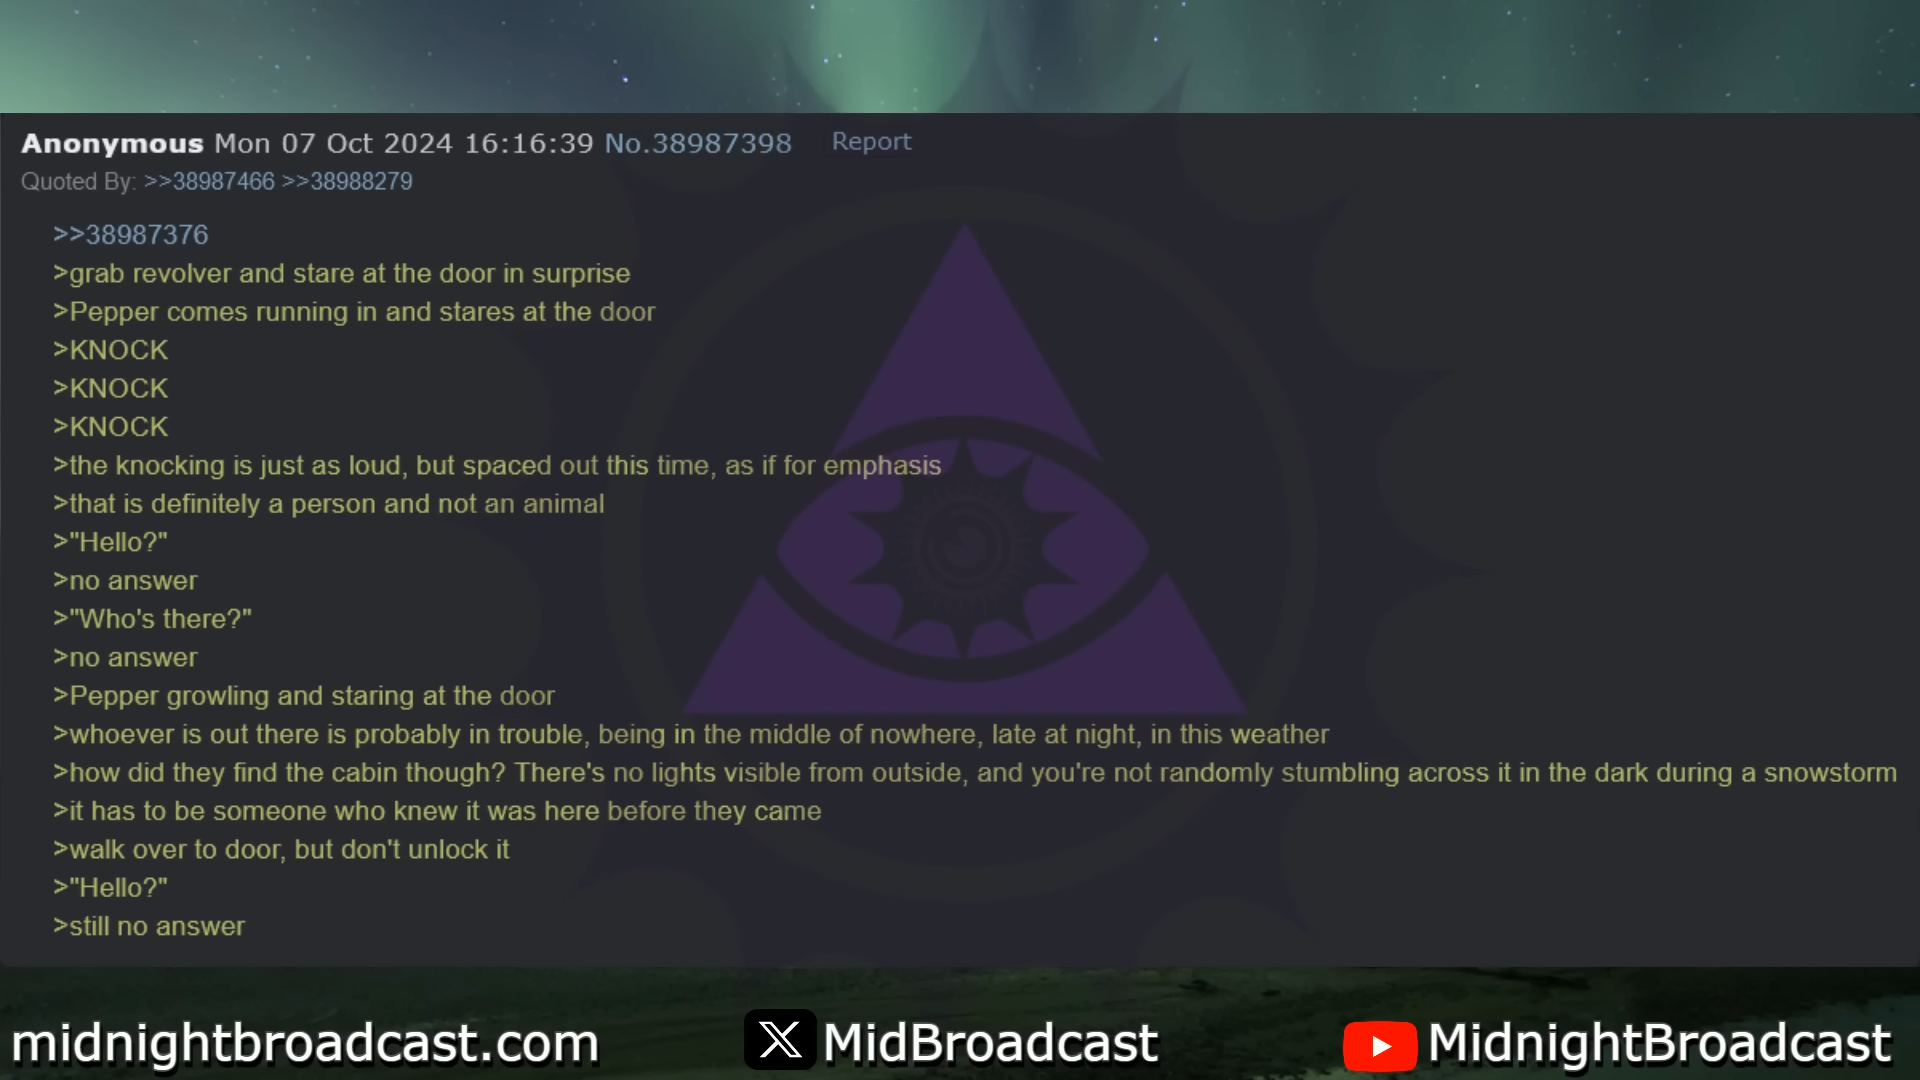 Anonymous Mon 07 Oct 2024 16:16:39 No.38987398 Report
Quoted By: >>38987466 >>38988279
>>38987376
>grab revolver and stare at the door in surprise
>Pepper comes running in and stares at the door
>KNOCK
>KNOCK
>KNOCK
>the knocking is just as loud, but spaced out this time, as if for emphasis
>that is definitely a person and not an animal
>"Hello?"
>no answer
>"Who's there?"
>no answer
>Pepper growling and staring at the door
>whoever is out there is probably in trouble, being in the middle of nowhere, late at night, in this weather
>how did they find the cabin though? There's no lights visible from outside, and you're not randomly stumbling across it in the dark during a snowstorm
>it has to be someone who knew it was here before they came
>walk over to door, but don't unlock it
>"Hello?"
>still no answer
midnightbroadcast.com MidBroadcast MidnightBroadcast